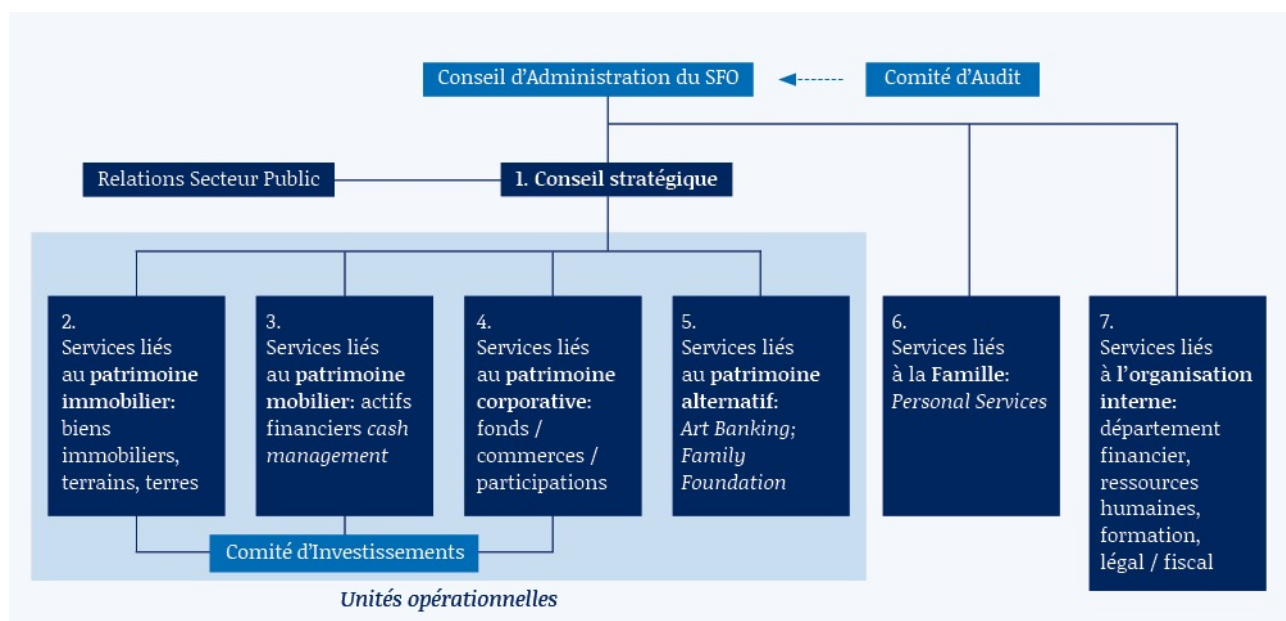 Conseil d’Administration du SFO
Comité d’Audit
Relations Secteur Public
1. Conseil stratégique
2.
Services liés
au patrimoine
immobilier:
biens
immobiliers,
terrains, terres
3.
Services liés
au patrimoine
mobilier: actifs
financiers cash
management
4.
Services liés
au patrimoine
corporative:
fonds /
commerces /
participations
5.
Services liés
au patrimoine
alternatif:
Art Banking;
Family
Foundation
6.
Services liés
à la Famille:
Personal Services
7.
Services liés
à l’organisation
interne:
département
financier,
ressources
humaines,
formation,
légal / fiscal
Comité d’Investissements
Unités opérationnelles